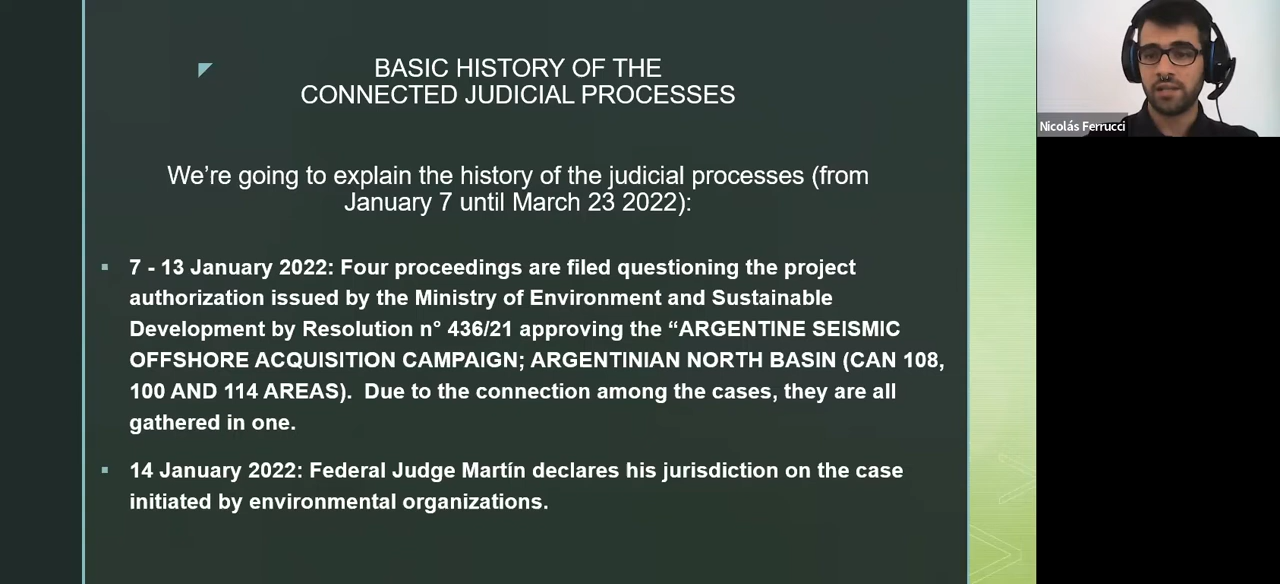 BASIC HISTORY OF THE
CONNECTED JUDICIAL PROCESSES
We’re going to explain the history of the judicial processes (from
January 7 until March 23 2022):
▪ 7 - 13 January 2022: Four proceedings are filed questioning the project
authorization issued by the Ministry of Environment and Sustainable
Development by Resolution n° 436/21 approving the “ARGENTINE SEISMIC
OFFSHORE ACQUISITION CAMPAIGN; ARGENTINIAN NORTH BASIN (CAN 108,
100 AND 114 AREAS).  Due to the connection among the cases, they are all
gathered in one.
▪ 14 January 2022: Federal Judge Martín declares his jurisdiction on the case
initiated by environmental organizations.
Nicolás Ferrucci